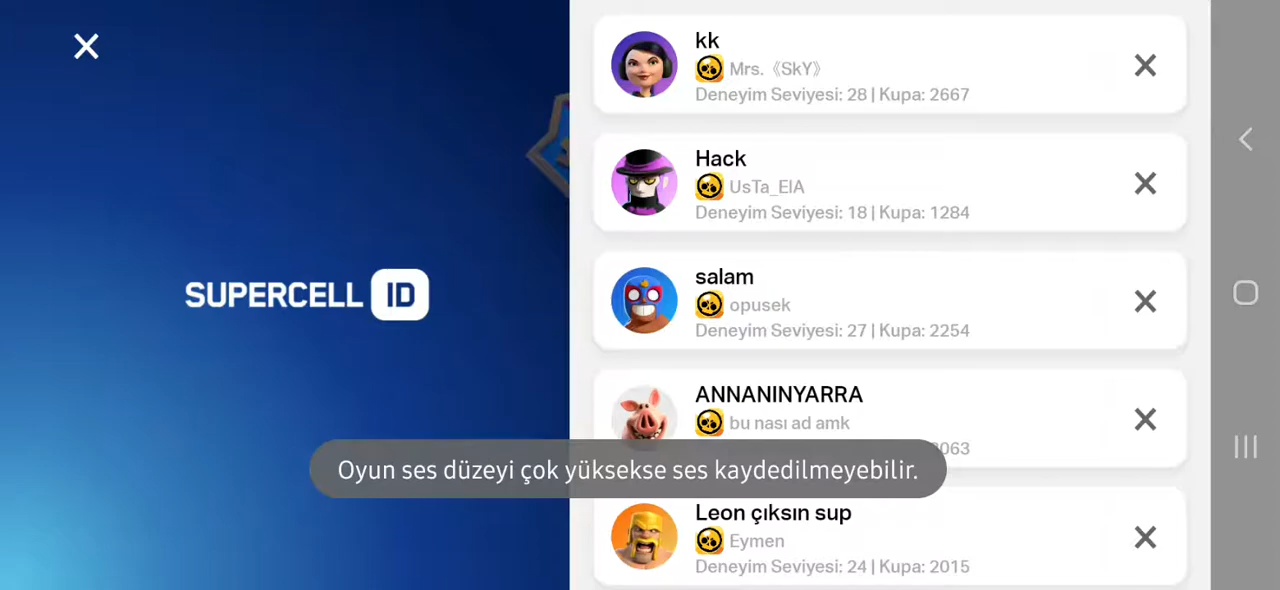 SUPERCELL ID
kk
Mrs.《SkY》
Deneyim Seviyesi: 28 | Kupa: 2667
Hack
UsTa_ElA
Deneyim Seviyesi: 18 | Kupa: 1284
salam
opusek
Deneyim Seviyesi: 27 | Kupa: 2254
ANNANINYARRA
bu nası ad amk
Oyun ses düzeyi çok yüksekse ses kaydedilmeyebilir.
Leon çıksın sup
Eymen
Deneyim Seviyesi: 24 | Kupa: 2015